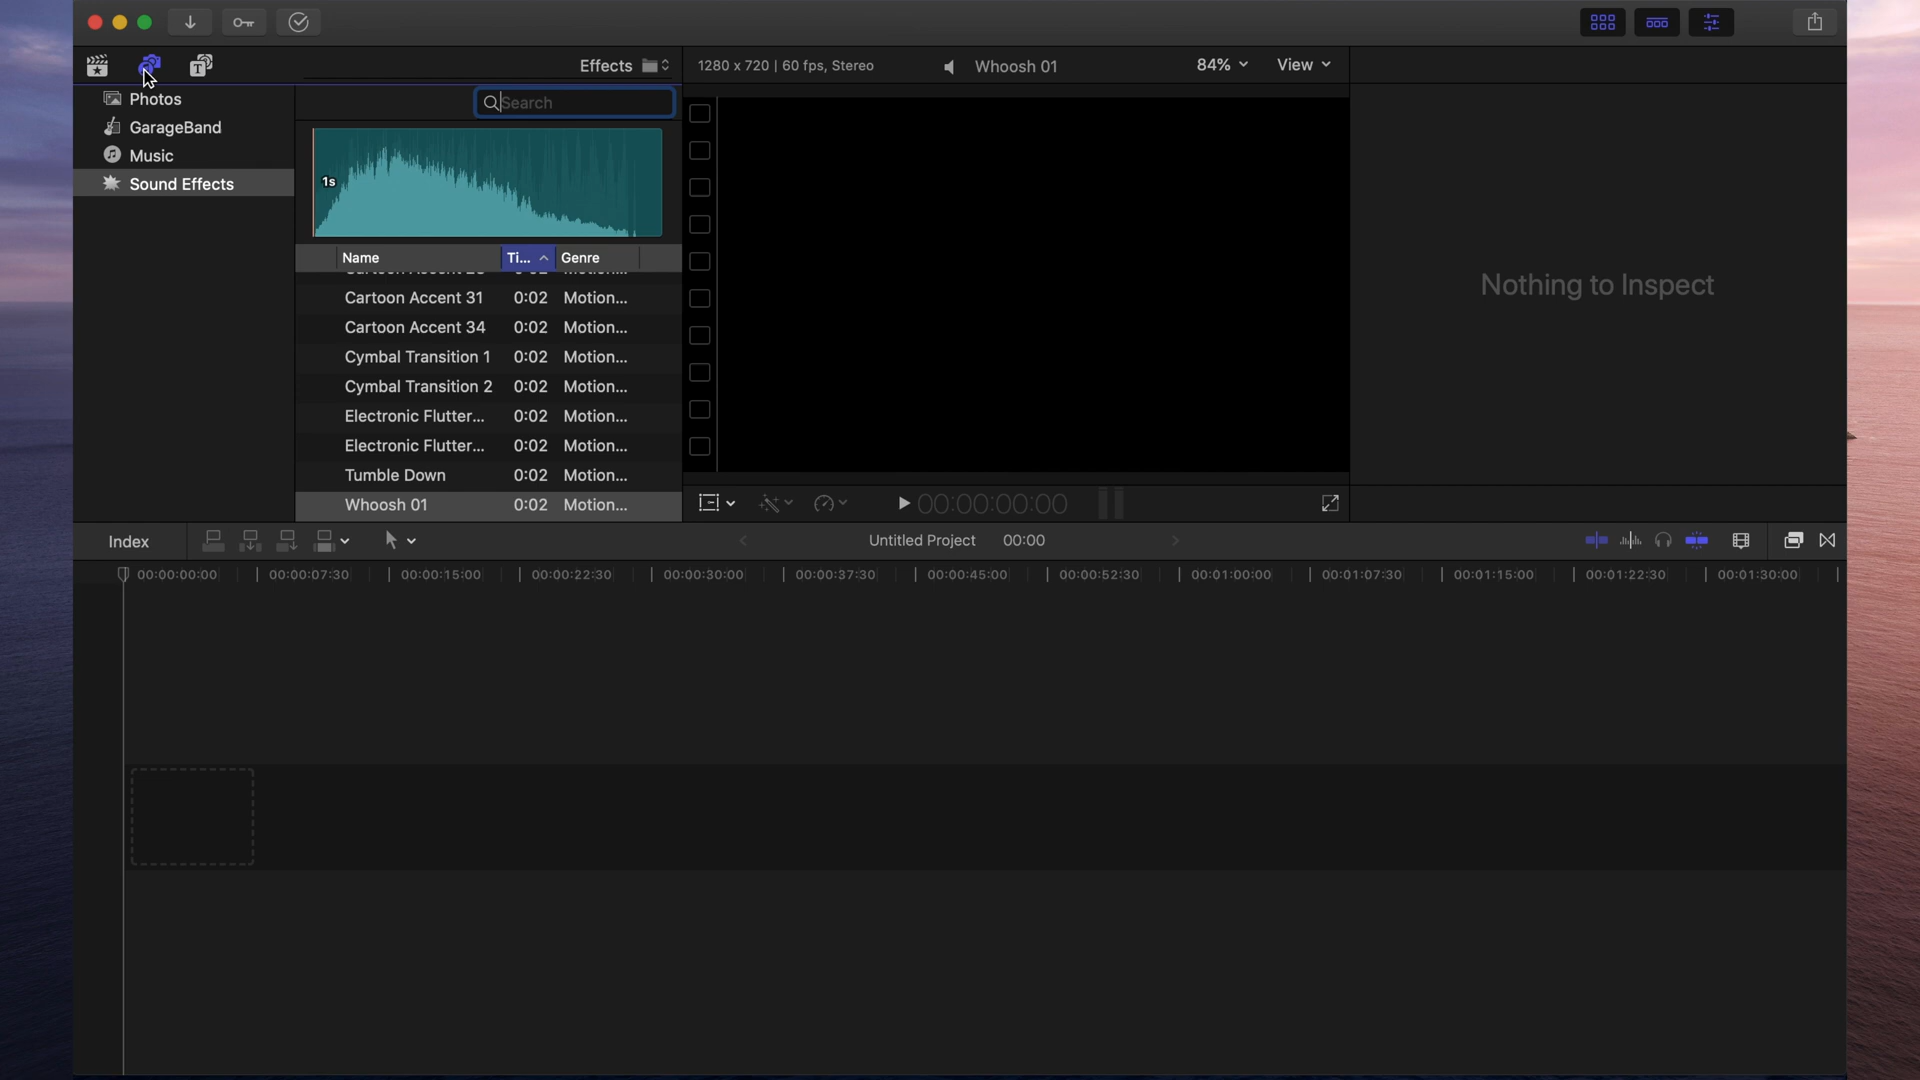 Effects
1280 x 720 | 60 fps, Stereo
Whoosh 01
84%
View
Photos
GarageBand
Music
Sound Effects
Search
1s
Name Ti... Genre
Cartoon Accent 31 0:02 Motion...
Cartoon Accent 34 0:02 Motion...
Cymbal Transition 1 0:02 Motion...
Cymbal Transition 2 0:02 Motion...
Electronic Flutter... 0:02 Motion...
Electronic Flutter... 0:02 Motion...
Tumble Down 0:02 Motion...
Whoosh 01 0:02 Motion...
Nothing to Inspect
00:00:00:00
Index
Untitled Project 00:00
00:00:00:00 00:00:07:30 00:00:15:00 00:00:22:30 00:00:30:00 00:00:37:30 00:00:45:00 00:00:52:30 00:01:00:00 00:01:07:30 00:01:15:00 00:01:22:30 00:01:30:00